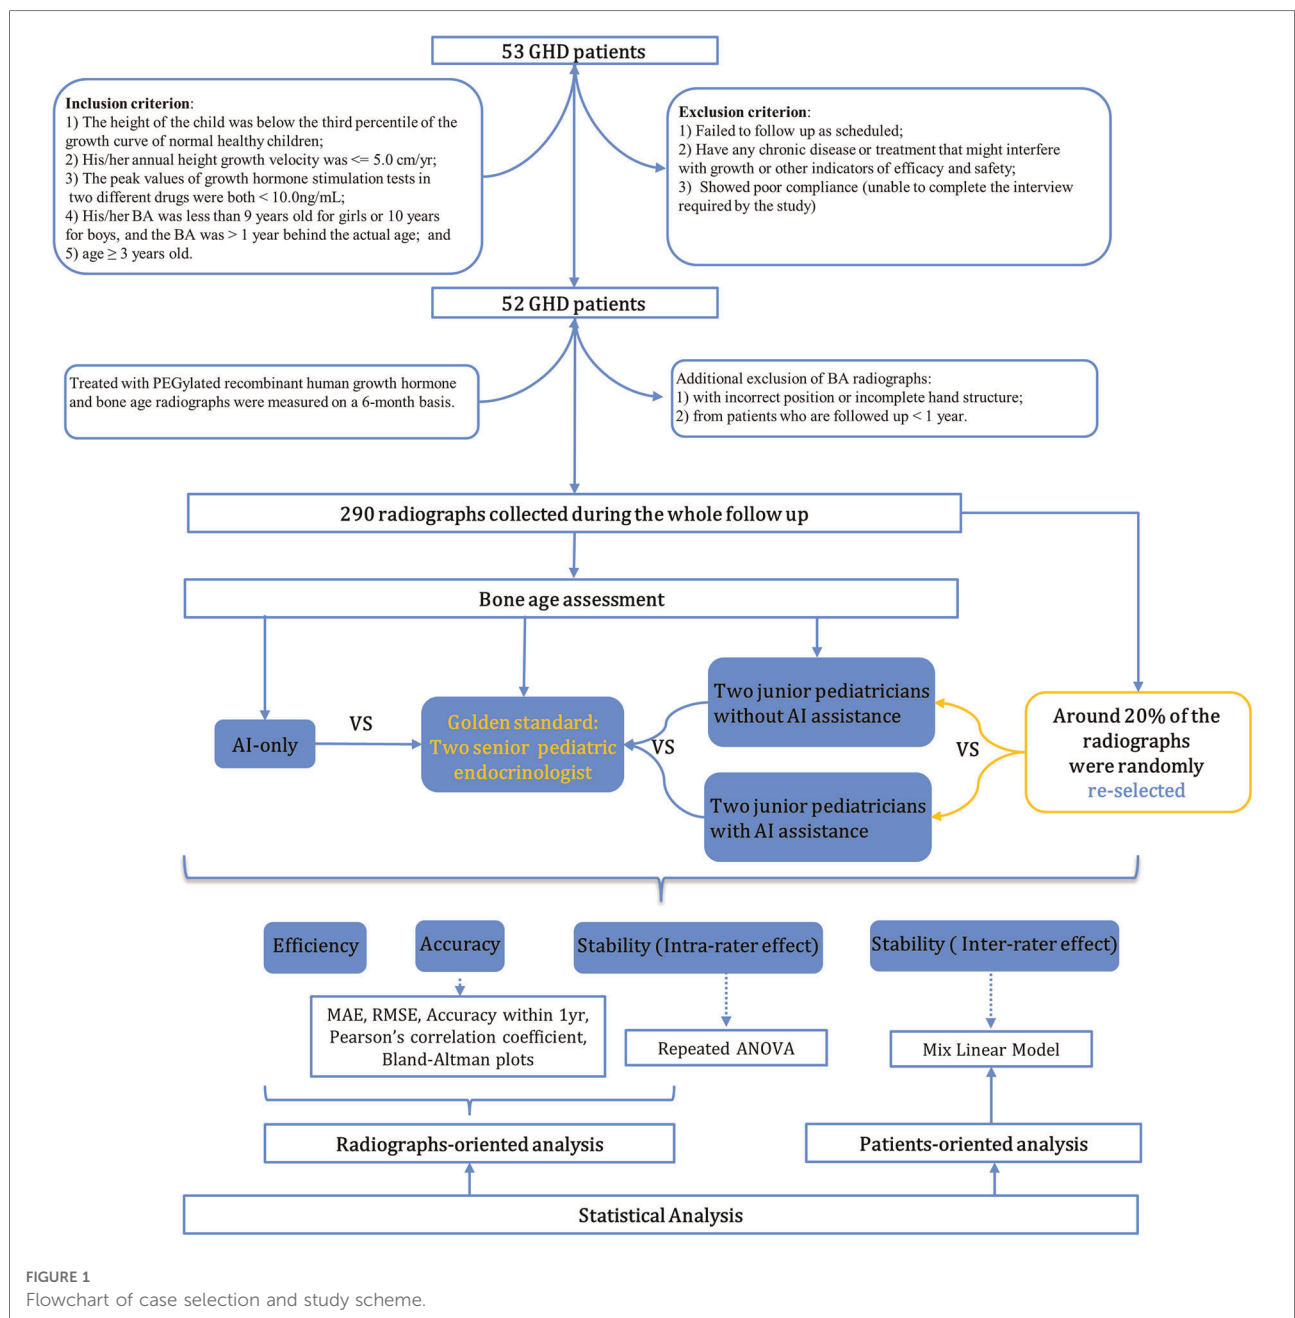 53 GHD patients
Inclusion criterion:
1) The height of the child was below the third percentile of the
growth curve of normal healthy children;
2) His/her annual height growth velocity was <= 5.0 cm/yr;
3) The peak values of growth hormone stimulation tests in
two different drugs were both < 10.0ng/mL;
4) His/her BA was less than 9 years old for girls or 10 years
for boys, and the BA was > 1 year behind the actual age; and
5) age ≥ 3 years old.
Exclusion criterion:
1) Failed to follow up as scheduled;
2) Have any chronic disease or treatment that might interfere
with growth or other indicators of efficacy and safety;
3) Showed poor compliance (unable to complete the interview
required by the study)
52 GHD patients
Treated with PEGylated recombinant human growth hormone
and bone age radiographs were measured on a 6-month basis.
Additional exclusion of BA radiographs:
1) with incorrect position or incomplete hand structure;
2) from patients who are followed up < 1 year.
290 radiographs collected during the whole follow up
Bone age assessment
AI-only
VS
Golden standard:
Two senior pediatric
endocrinologist
VS
Two junior pediatricians
without AI assistance
Two junior pediatricians
with AI assistance
VS
Around 20% of the
radiographs
were randomly
re-selected
Efficiency
Accuracy
Stability (Intra-rater effect)
Stability ( Inter-rater effect)
MAE, RMSE, Accuracy within 1yr,
Pearson's correlation coefficient,
Bland-Altman plots
Repeated ANOVA
Mix Linear Model
Radiographs-oriented analysis
Patients-oriented analysis
Statistical Analysis
FIGURE 1
Flowchart of case selection and study scheme.